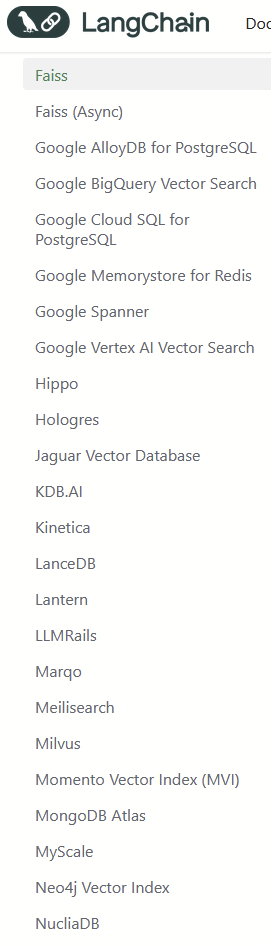 LangChain
Doc
Faiss
Faiss (Async)
Google AlloyDB for PostgreSQL
Google BigQuery Vector Search
Google Cloud SQL for
PostgreSQL
Google Memorystore for Redis
Google Spanner
Google Vertex AI Vector Search
Hippo
Hologres
Jaguar Vector Database
KDB.AI
Kinetica
LanceDB
Lantern
LLMRails
Marqo
Meilisearch
Milvus
Momento Vector Index (MVI)
MongoDB Atlas
MyScale
Neo4j Vector Index
NucliaDB